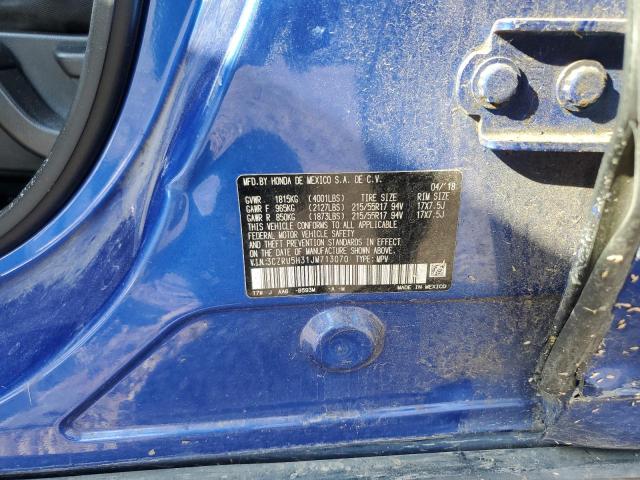 MFD.BY HONDA DE MEXICO S.A. DE C.V. 04/'18
GVWR 1815KG (4001LBS) TIRE SIZE RIM SIZE
GAWR F 965KG (2127LBS) 215/55R17 94V 17X7.5J
GAWR R 850KG (1873LBS) 215/55R17 94V 17X7.5J
THIS VEHICLE CONFORMS TO ALL APPLICABLE
FEDERAL MOTOR VEHICLE SAFETY, BUMPER, AND
THEFT PREVENTION STANDARDS IN EFFECT ON THE
DATE OF MANUFACTURE SHOWN ABOVE.
V.I.N:3CZRU5H31JM713070 TYPE: MPV
J AAG B593M
MADE IN MEXICO